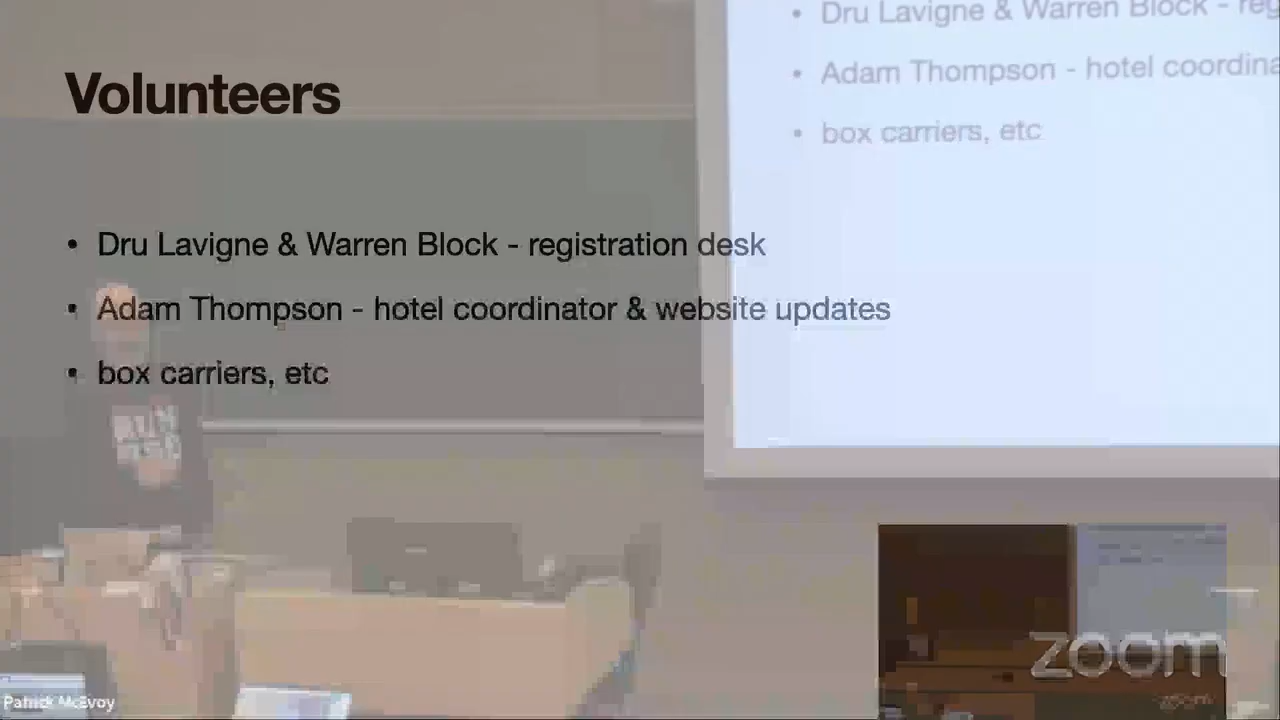 Volunteers
• Dru Lavigne & Warren Block - registration desk
• Adam Thompson - hotel coordinator & website updates
• box carriers, etc
• Dru Lavigne & Warren Block - reg
• Adam Thompson - hotel coordina
• box carriers, etc
Patrick McEvoy
zoom
zoom